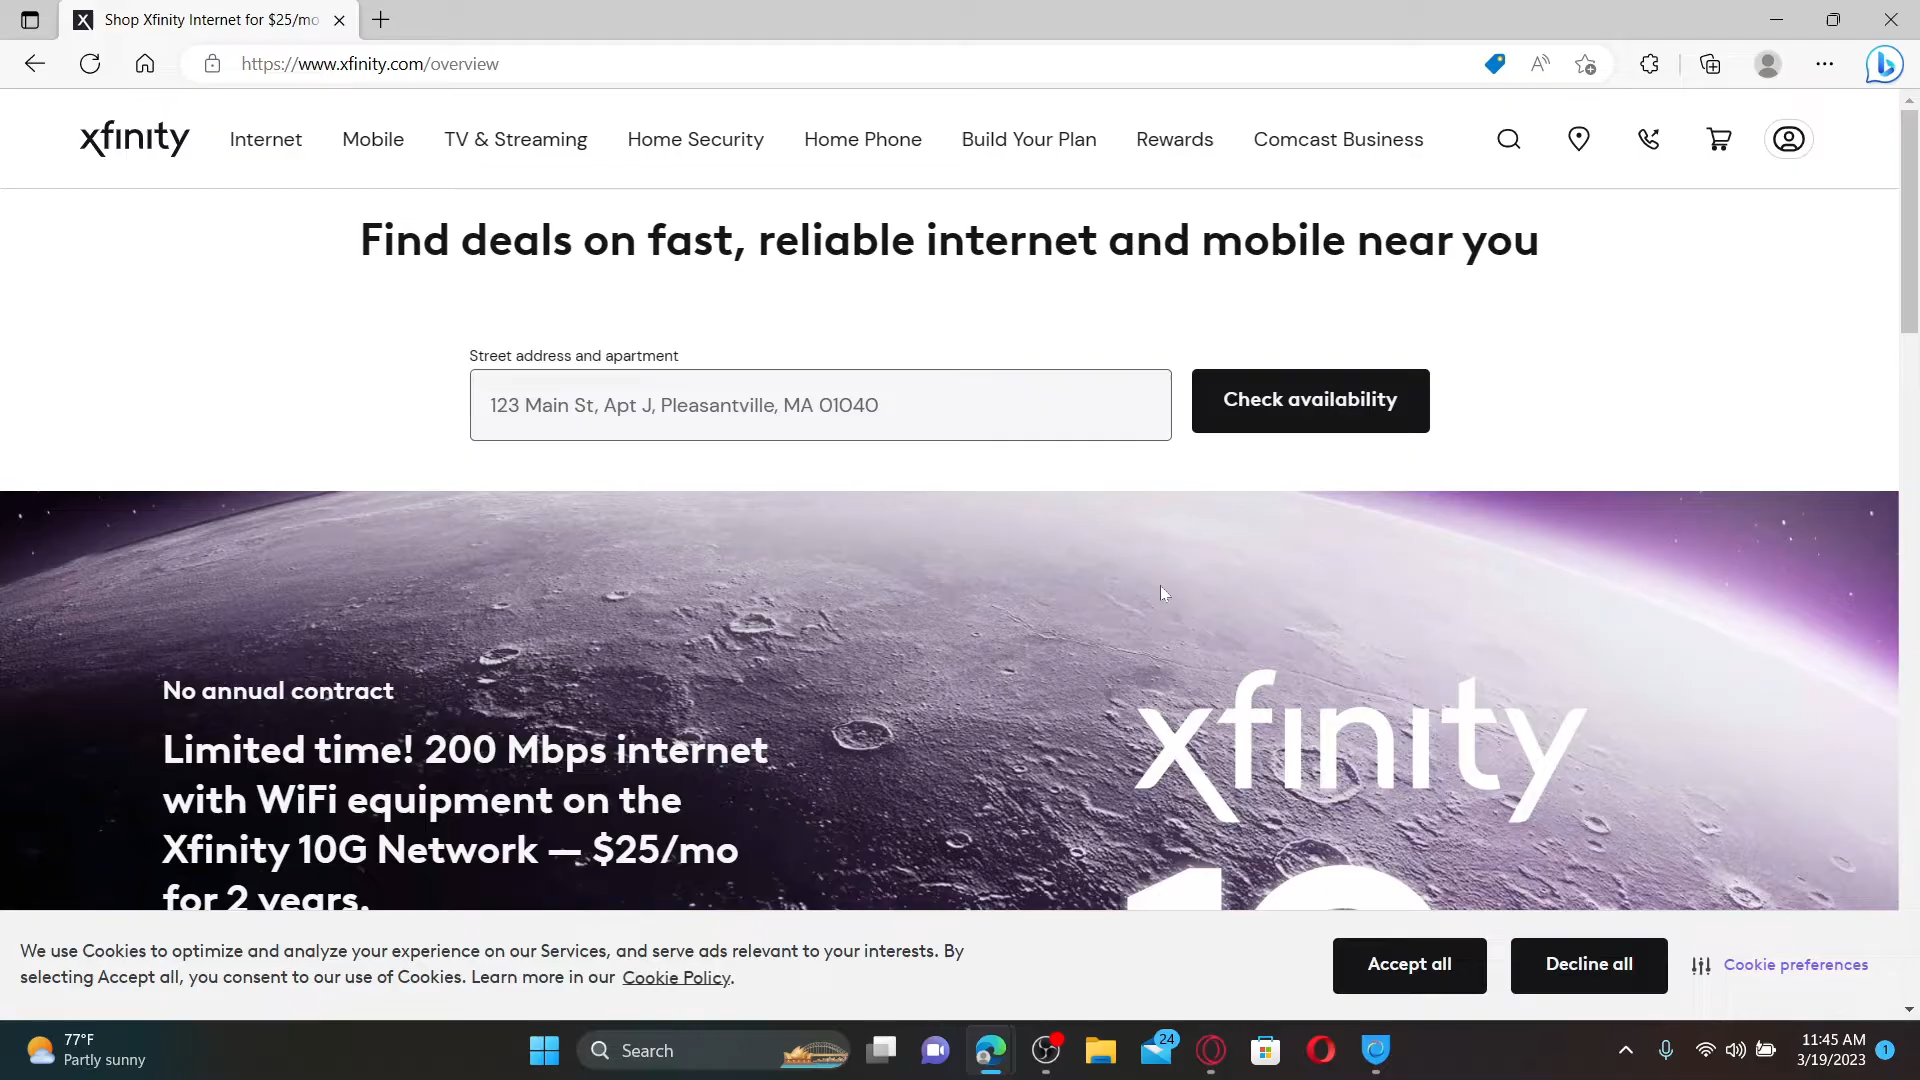 Shop Xfinity Internet for $25/mo
https://www.xfinity.com/overview
xfinity Internet Mobile TV & Streaming Home Security Home Phone Build Your Plan Rewards Comcast Business
Find deals on fast, reliable internet and mobile near you
Street address and apartment
123 Main St, Apt J, Pleasantville, MA 01040
Check availability
No annual contract
Limited time! 200 Mbps internet
with WiFi equipment on the
Xfinity 10G Network — $25/mo
for 2 years.
xfinity
10
We use Cookies to optimize and analyze your experience on our Services, and serve ads relevant to your interests. By
selecting Accept all, you consent to our use of Cookies. Learn more in our Cookie Policy.
Accept all
Decline all
Cookie preferences
77°F
Partly sunny
Search
24
11:45 AM
3/19/2023
1